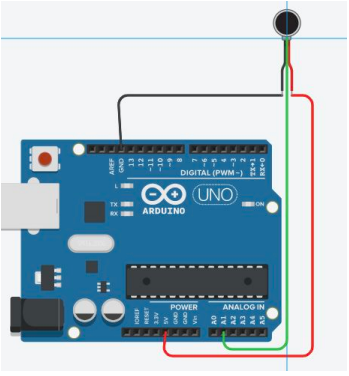 AREF
GND
13
12
~11
~10
~9
8
7
~6
~5
4
~3
2
TX→1
RX←0
DIGITAL (PWM~)
L
TX
RX
UNO
ON
ARDUINO
POWER
ANALOG IN
IOREF
RESET
3.3V
5V
GND
GND
Vin
A0
A1
A2
A3
A4
A5